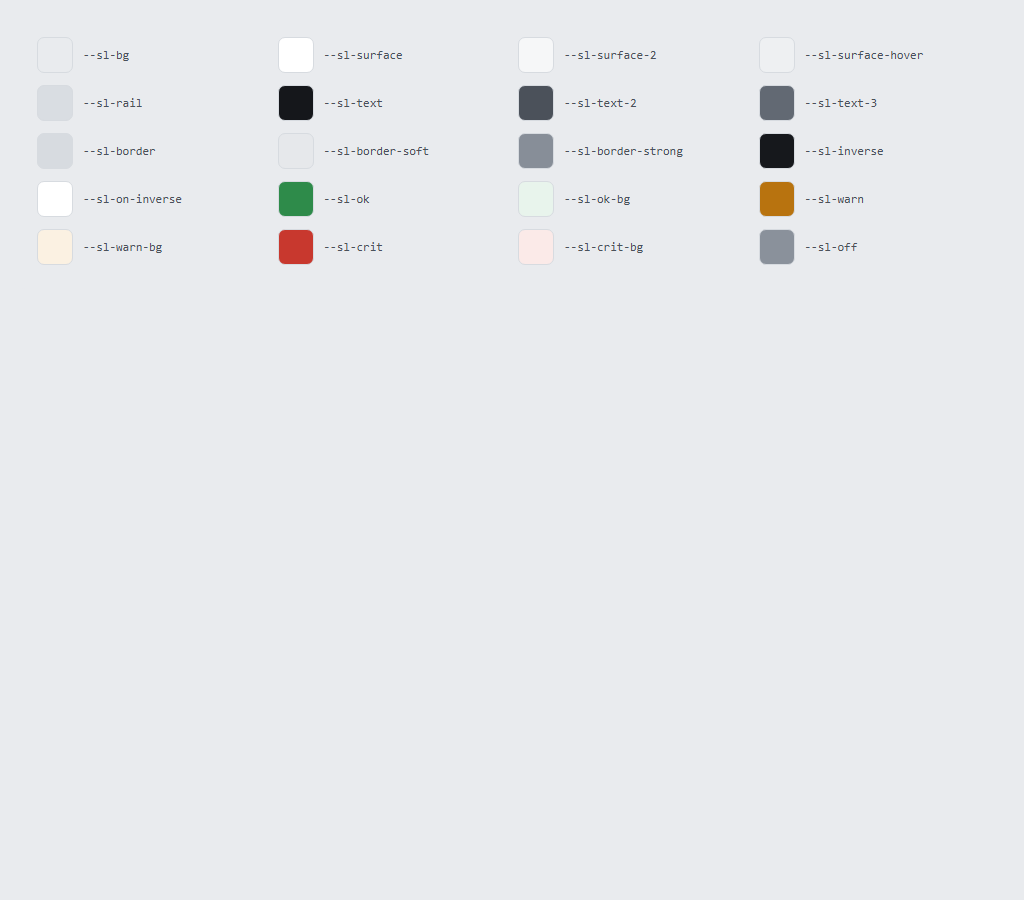 --sl-bg --sl-surface --sl-surface-2 --sl-surface-hover
--sl-rail --sl-text --sl-text-2 --sl-text-3
--sl-border --sl-border-soft --sl-border-strong --sl-inverse
--sl-on-inverse --sl-ok --sl-ok-bg --sl-warn
--sl-warn-bg --sl-crit --sl-crit-bg --sl-off